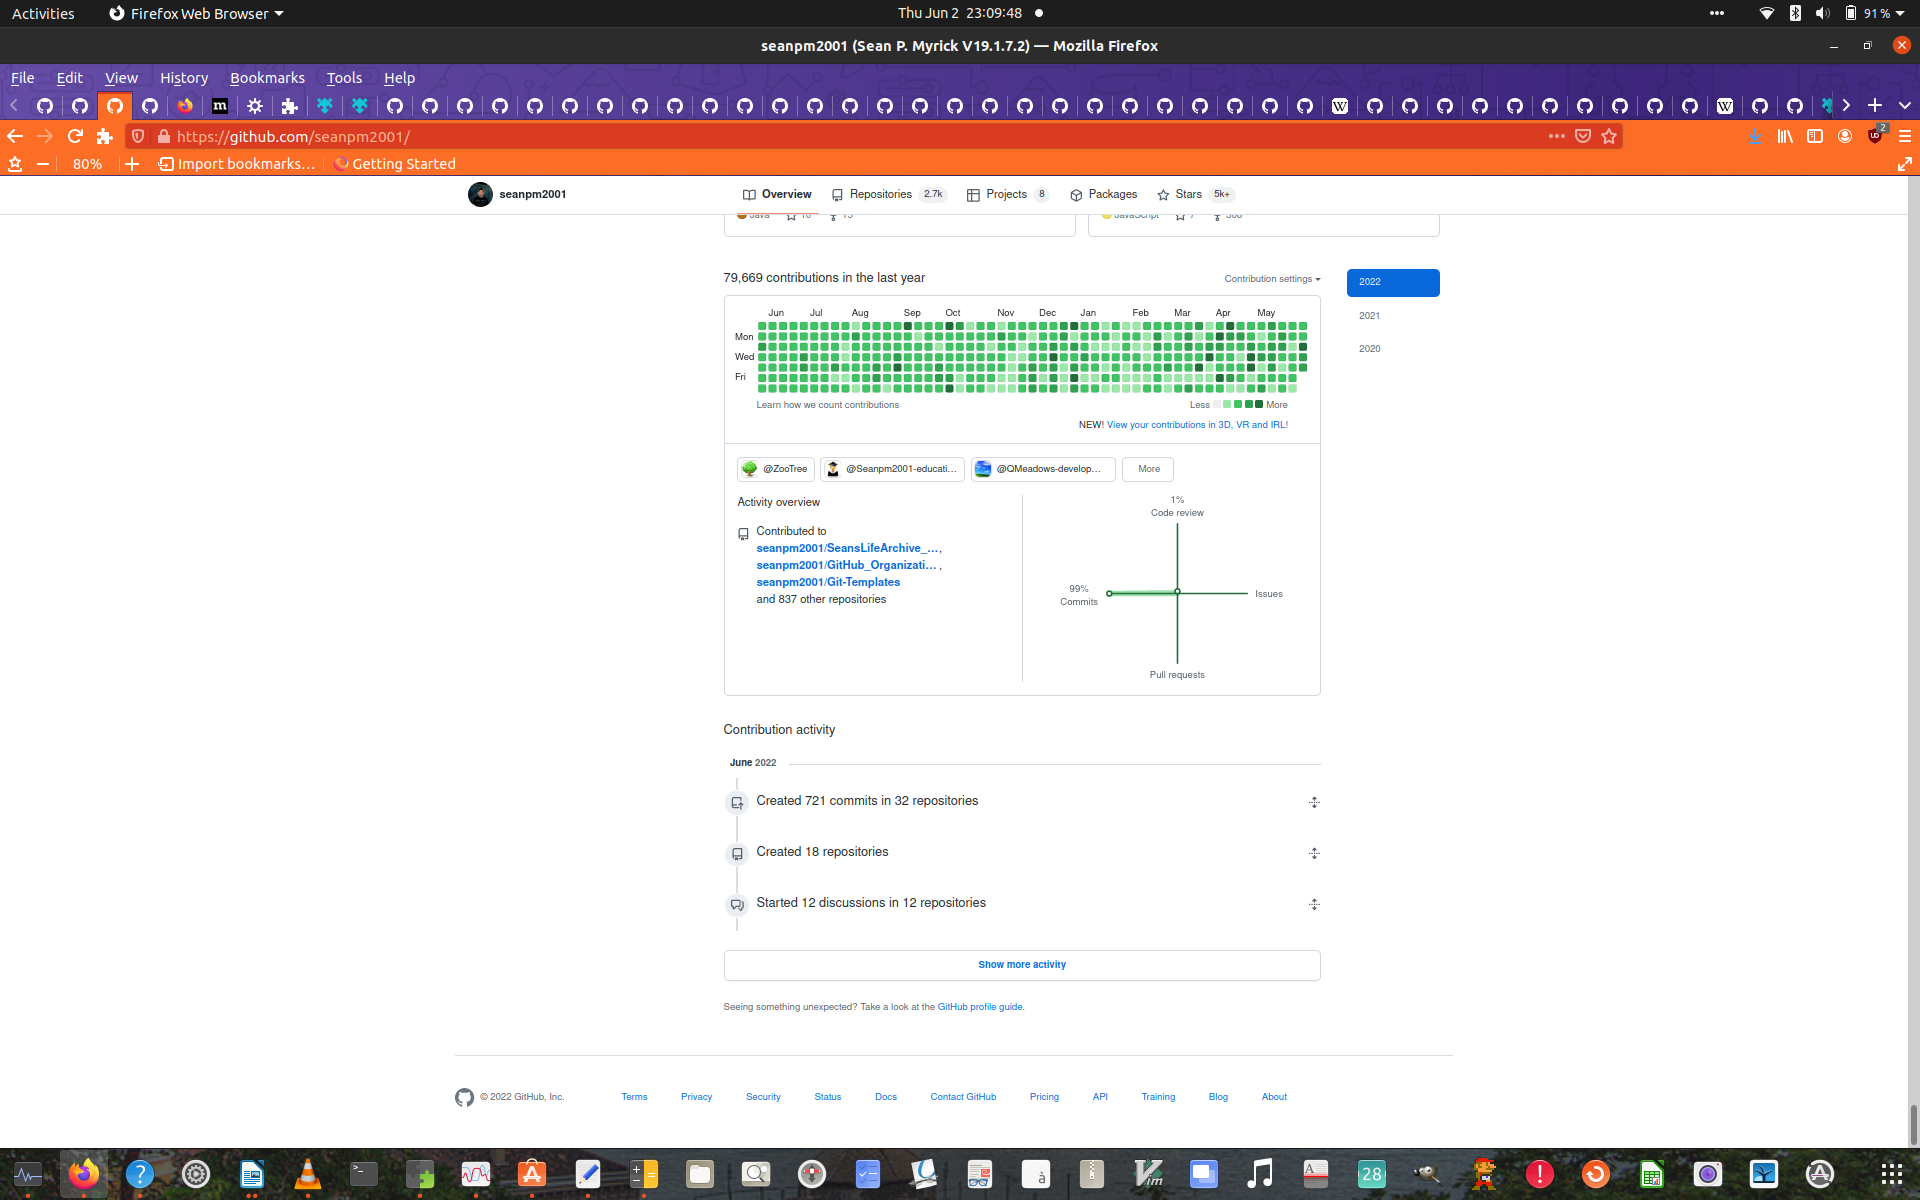 Activities Firefox Web Browser Thu Jun 2 23:09:48 91 %
seanpm2001 (Sean P. Myrick V19.1.7.2) — Mozilla Firefox
File Edit View History Bookmarks Tools Help
https://github.com/seanpm2001/ 2
80% Import bookmarks... Getting Started
seanpm2001 Overview Repositories 2.7k Projects 8 Packages Stars 5k+
Java JavaScript 7
79,669 contributions in the last year Contribution settings 2022
2021
2020
Jun Jul Aug Sep Oct Nov Dec Jan Feb Mar Apr May
Mon
Wed
Fri
Learn how we count contributions Less More
NEW! View your contributions in 3D, VR and IRL!
@ZooTree @Seanpm2001-educati... @QMeadows-develop... More
Activity overview
Contributed to
seanpm2001/SeansLifeArchive_...,
seanpm2001/GitHub_Organizati... ,
seanpm2001/Git-Templates
and 837 other repositories
1%
Code review
99%
Commits
Issues
Pull requests
Contribution activity
June 2022
Created 721 commits in 32 repositories
Created 18 repositories
Started 12 discussions in 12 repositories
Show more activity
Seeing something unexpected? Take a look at the GitHub profile guide.
© 2022 GitHub, Inc. Terms Privacy Security Status Docs Contact GitHub Pricing API Training Blog About
28